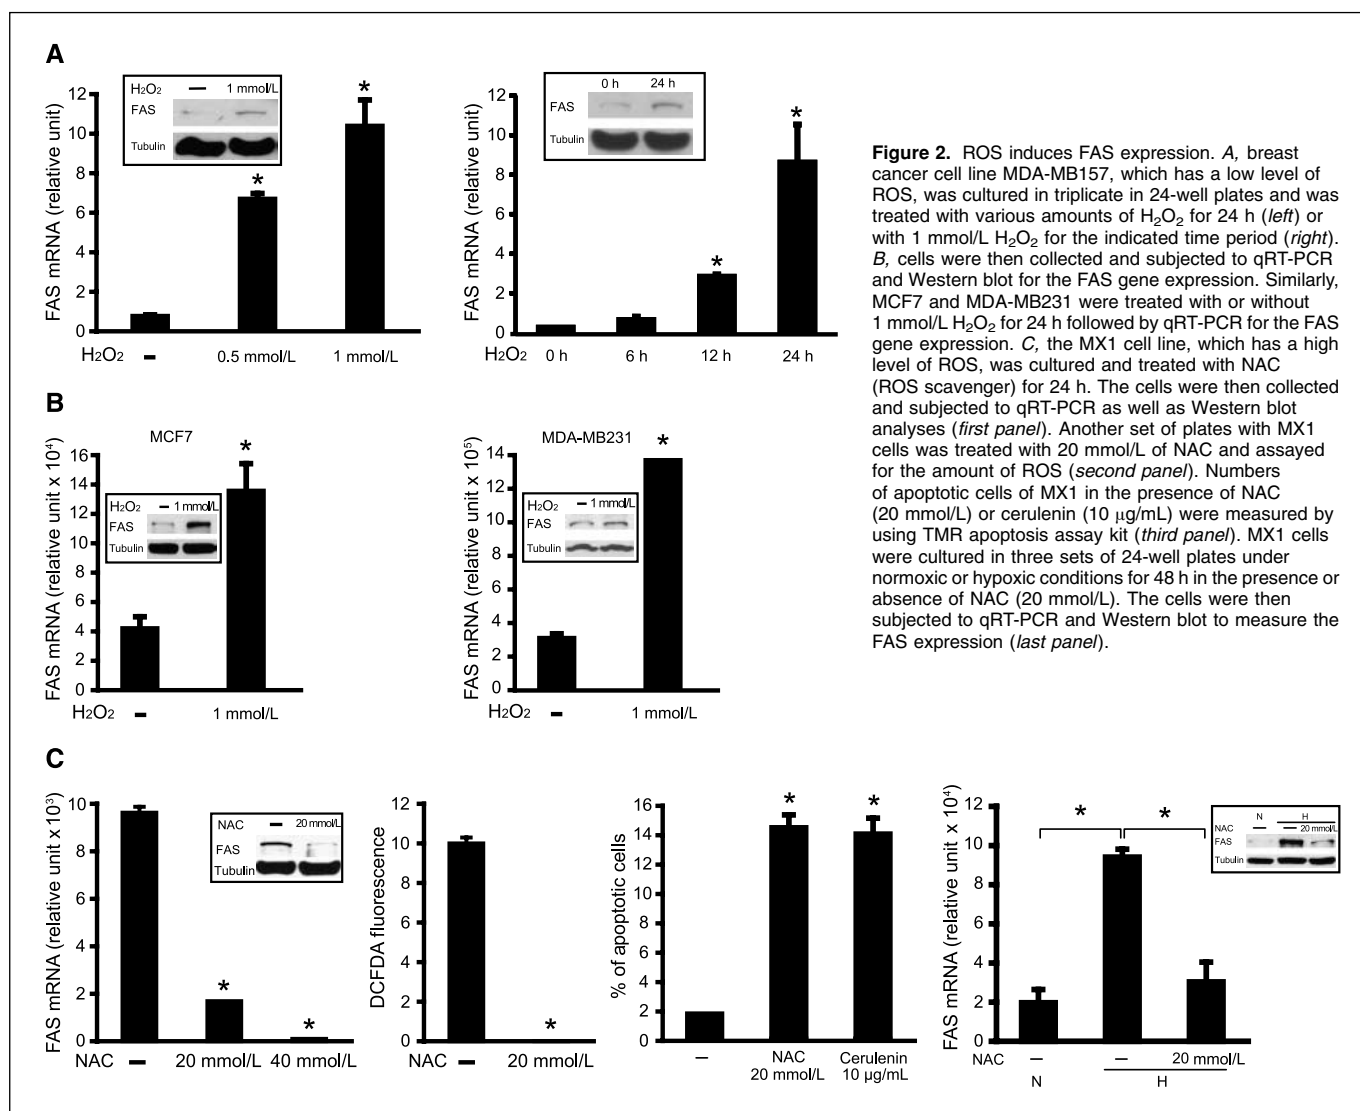 A
FAS mRNA (relative unit)
12
10
8
6
4
2
0
H2O2 – 1 mmol/L
FAS
Tubulin
*
*
H2O2 – 0.5 mmol/L 1 mmol/L
FAS mRNA (relative unit)
12
10
8
6
4
2
0
0 h 24 h
FAS
Tubulin
*
*
H2O2 0 h 6 h 12 h 24 h
B
MCF7
FAS mRNA (relative unit x 10⁴)
16
14
12
10
8
6
4
2
0
H2O2 – 1 mmol/L
FAS
Tubulin
*
H2O2 – 1 mmol/L
MDA-MB231
FAS mRNA (relative unit x 10⁵)
14
12
10
8
6
4
2
0
H2O2 – 1 mmol/L
FAS
Tubulin
*
H2O2 – 1 mmol/L
Figure 2. ROS induces FAS expression. A, breast
cancer cell line MDA-MB157, which has a low level of
ROS, was cultured in triplicate in 24-well plates and was
treated with various amounts of H2O2 for 24 h (left) or
with 1 mmol/L H2O2 for the indicated time period (right).
B, cells were then collected and subjected to qRT-PCR
and Western blot for the FAS gene expression. Similarly,
MCF7 and MDA-MB231 were treated with or without
1 mmol/L H2O2 for 24 h followed by qRT-PCR for the FAS
gene expression. C, the MX1 cell line, which has a high
level of ROS, was cultured and treated with NAC
(ROS scavenger) for 24 h. The cells were then collected
and subjected to qRT-PCR as well as Western blot
analyses (first panel). Another set of plates with MX1
cells was treated with 20 mmol/L of NAC and assayed
for the amount of ROS (second panel). Numbers
of apoptotic cells of MX1 in the presence of NAC
(20 mmol/L) or cerulenin (10 μg/mL) were measured by
using TMR apoptosis assay kit (third panel). MX1 cells
were cultured in three sets of 24-well plates under
normoxic or hypoxic conditions for 48 h in the presence or
absence of NAC (20 mmol/L). The cells were then
subjected to qRT-PCR and Western blot to measure the
FAS expression (last panel).
C
FAS mRNA (relative unit x 10³)
10
8
6
4
2
0
NAC – 20 mmol/L
FAS
Tubulin
*
*
NAC – 20 mmol/L 40 mmol/L
DCFDA fluorescence
12
10
8
6
4
2
0
*
NAC – 20 mmol/L
% of apoptotic cells
16
14
12
10
8
6
4
2
0
* *
– NAC Cerulenin
20 mmol/L 10 μg/mL
FAS mRNA (relative unit x 10⁴)
12
10
8
6
4
2
0
* *
N H
NAC – – 20 mmol/L
FAS
Tubulin
NAC – – 20 mmol/L
N H